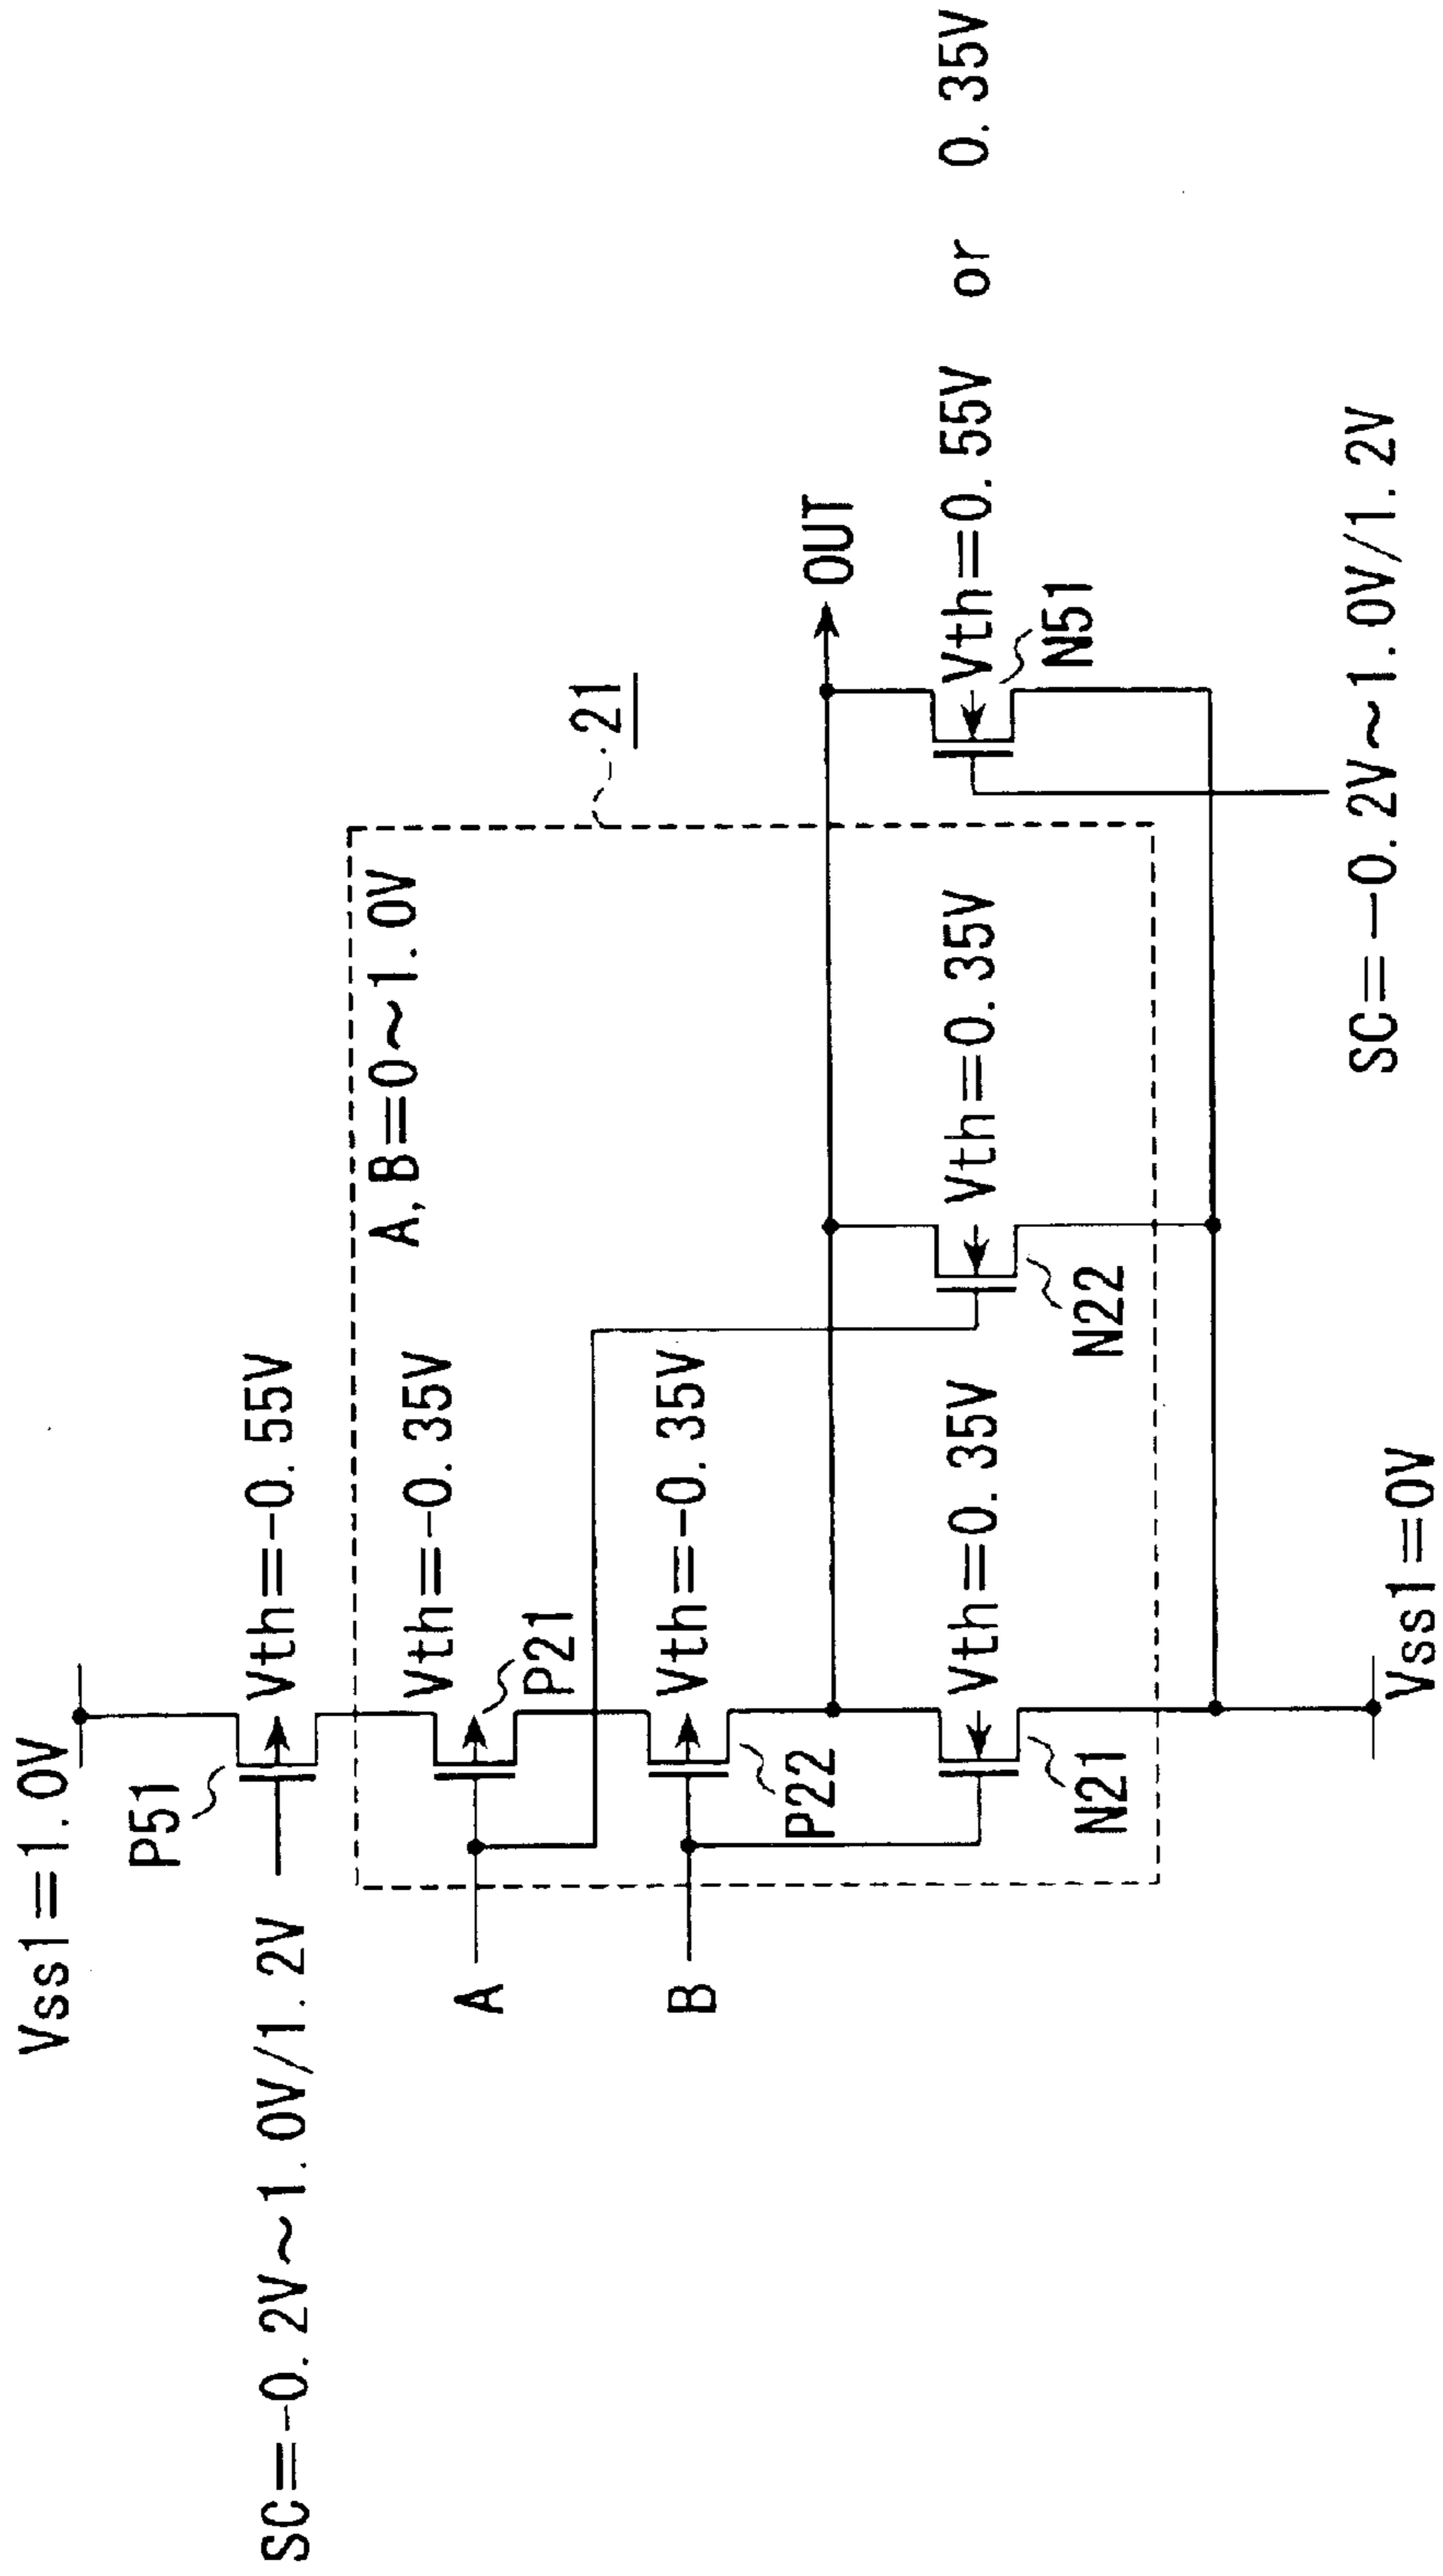 Vss1=1.0V
P51
Vth=-0.55V
SC=-0.2V~1.0V/1.2V
A,B=0~1.0V
21
Vth=-0.35V
P21
A
Vth=-0.35V
P22
B
OUT
Vth=0.35V
N21
Vth=0.35V
N22
Vth=0.55V or 0.35V
N51
SC=-0.2V~1.0V/1.2V
Vss1=0V